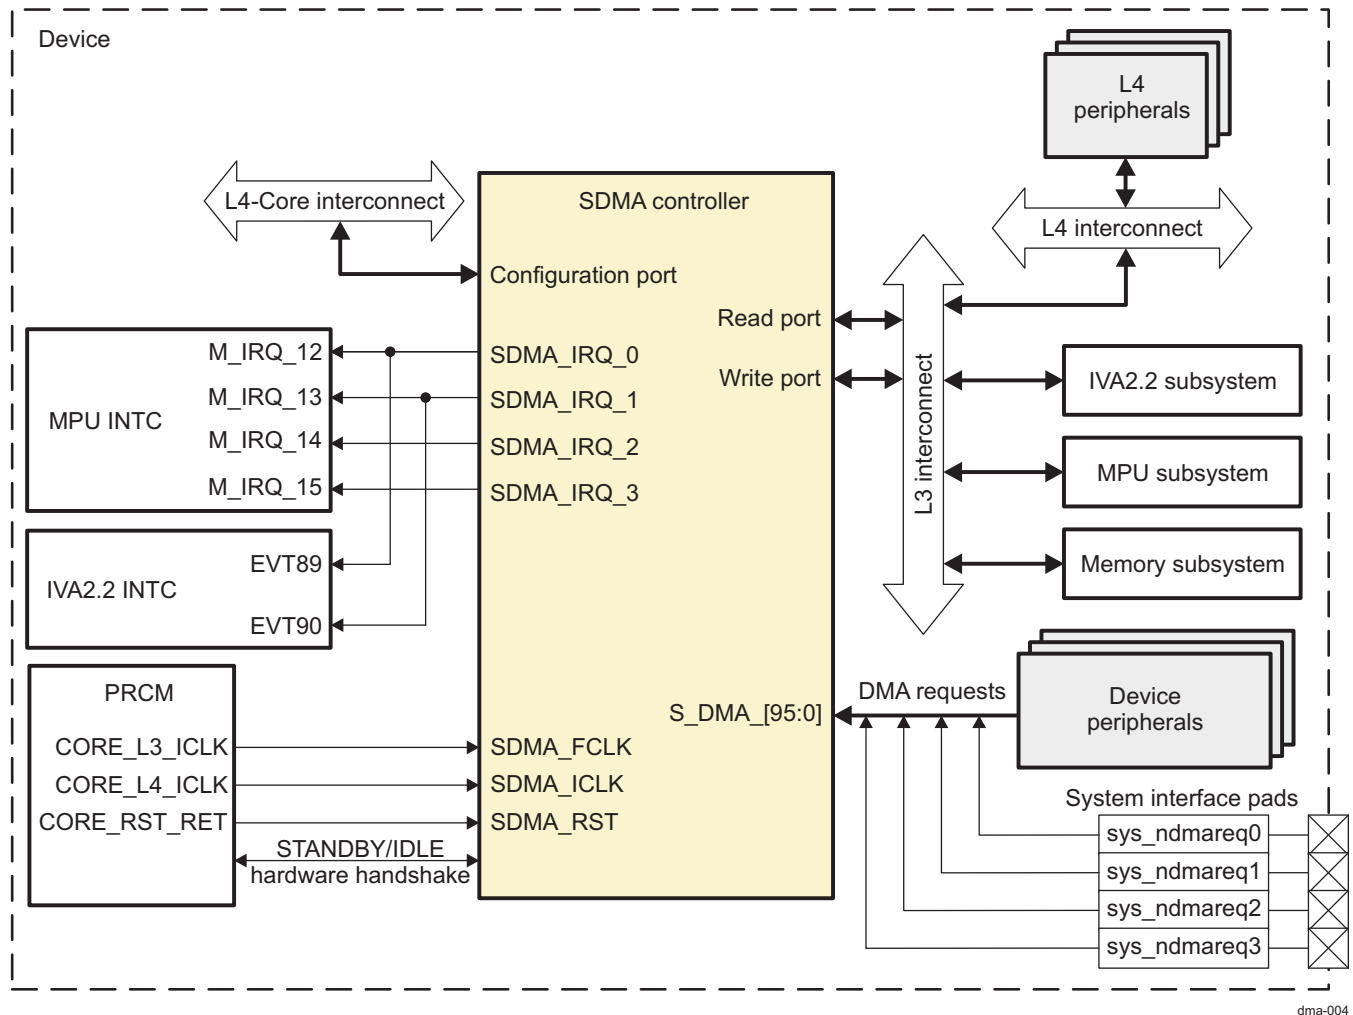 Device
L4
peripherals
L4-Core interconnect
SDMA controller
L4 interconnect
Configuration port
Read port
Write port
L3 interconnect
M_IRQ_12
M_IRQ_13
M_IRQ_14
M_IRQ_15
MPU INTC
SDMA_IRQ_0
SDMA_IRQ_1
SDMA_IRQ_2
SDMA_IRQ_3
IVA2.2 subsystem
MPU subsystem
Memory subsystem
IVA2.2 INTC
EVT89
EVT90
PRCM
CORE_L3_ICLK
CORE_L4_ICLK
CORE_RST_RET
STANDBY/IDLE
hardware handshake
SDMA_FCLK
SDMA_ICLK
SDMA_RST
S_DMA_[95:0]
DMA requests
Device
peripherals
System interface pads
sys_ndmareq0
sys_ndmareq1
sys_ndmareq2
sys_ndmareq3
dma-004